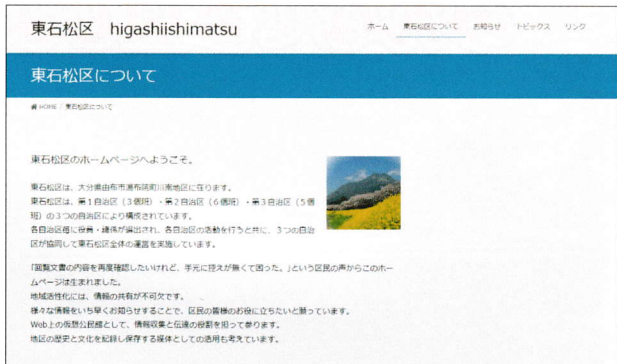 東石松区 higashiishimatsu
ホーム 東石松区について お知らせ トピックス リンク
東石松区について
HOME / 東石松区について
東石松区のホームページへようこそ。
東石松区は、大分県由布市湯布院町川南地区に在ります。
東石松区は、第1自治区（3個班）・第2自治区（6個班）・第3自治区（5個
班）の3つの自治区により構成されています。
各自治区毎に役員・係が選出され、各自治区の活動を行うと共に、3つの自治
区が協同して東石松区全体の運営を実施しています。
「回覧文書の内容を再度確認したいけれど、手元に控えが無くて困った。」という区民の声からこのホー
ムページは生まれました。
地域活性化には、情報の共有が不可欠です。
様々な情報をいち早くお知らせすることで、区民の皆様のお役に立ちたいと願っています。
Web上の仮想公民館として、情報収集と伝達の役割を担って参ります。
地区の歴史と文化を記録し保存する媒体としての活用も考えています。